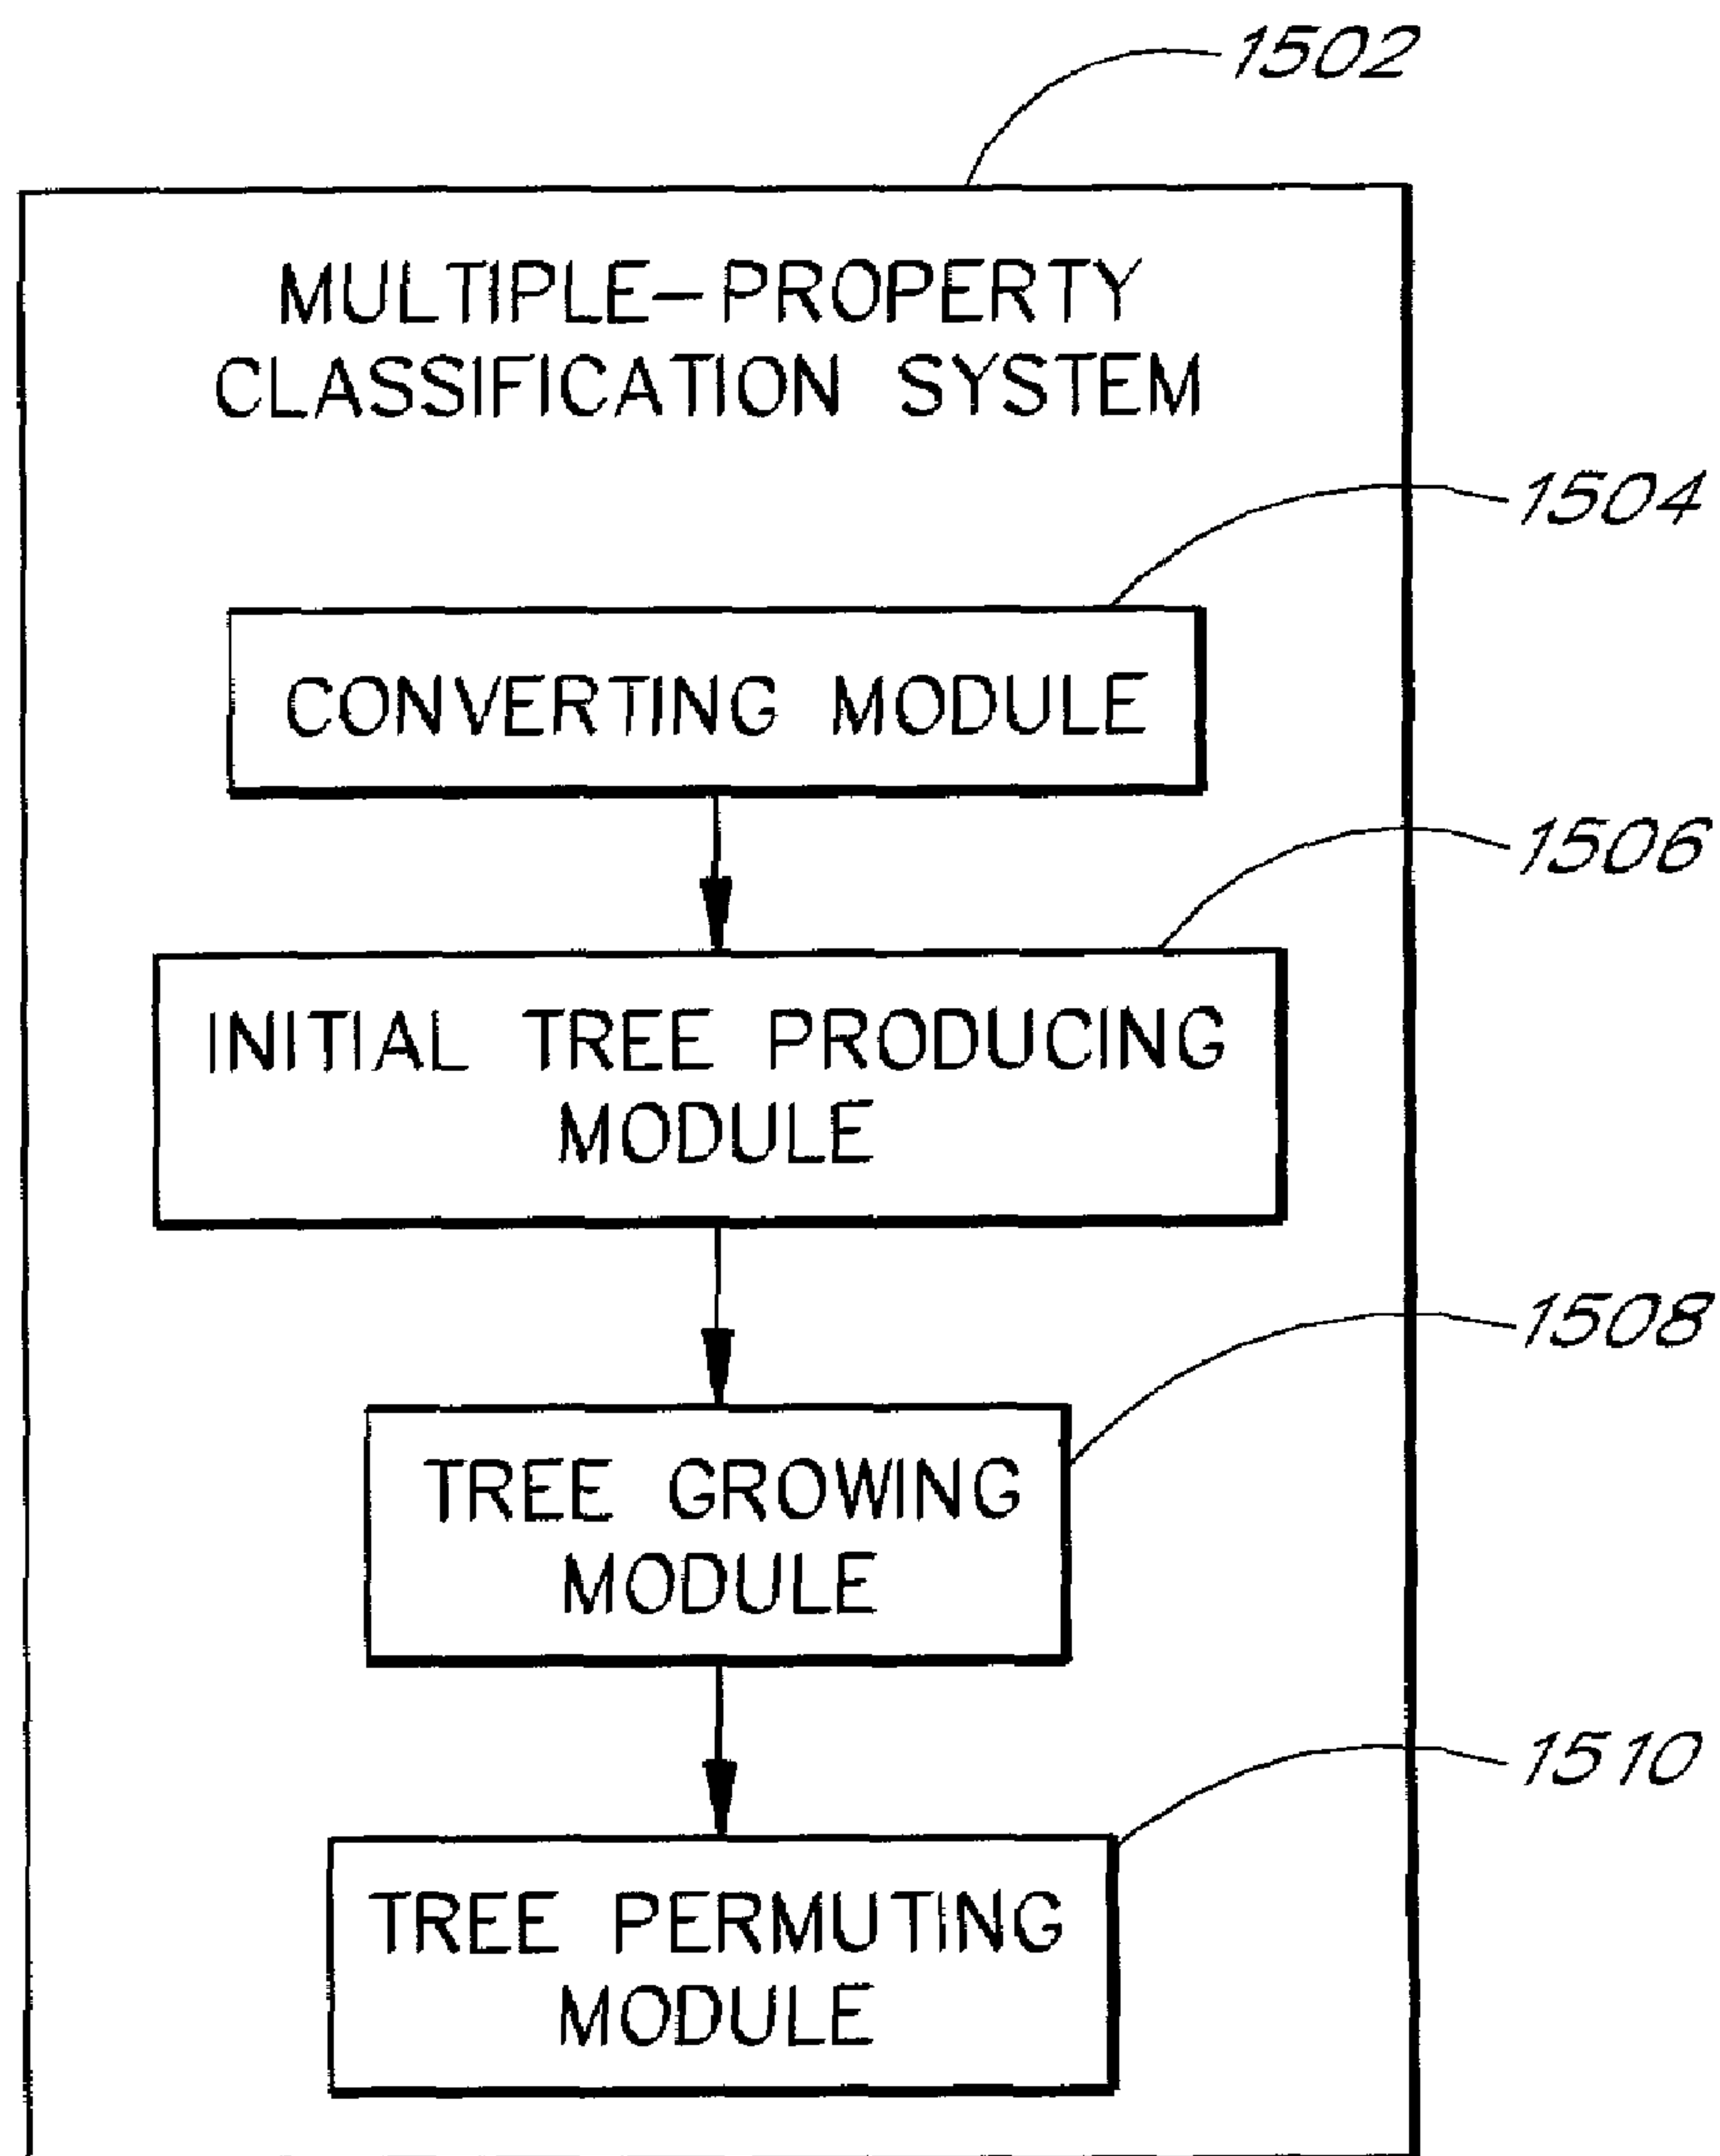 1502
MULTIPLE-PROPERTY
CLASSIFICATION SYSTEM
1504
CONVERTING MODULE
1506
INITIAL TREE PRODUCING
MODULE
1508
TREE GROWING
MODULE
1510
TREE PERMUTING
MODULE